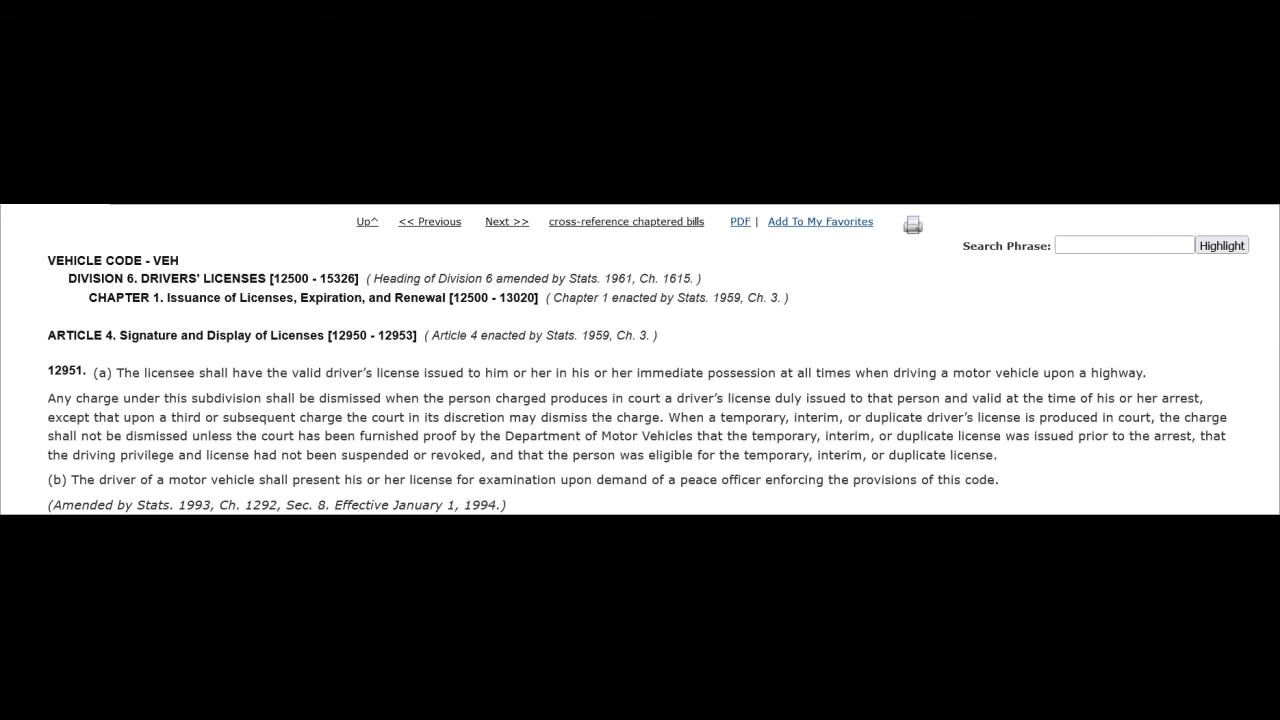 Up^ << Previous Next >> cross-reference chaptered bills PDF | Add To My Favorites
Search Phrase: Highlight
VEHICLE CODE - VEH
DIVISION 6. DRIVERS' LICENSES [12500 - 15326] ( Heading of Division 6 amended by Stats. 1961, Ch. 1615. )
CHAPTER 1. Issuance of Licenses, Expiration, and Renewal [12500 - 13020] ( Chapter 1 enacted by Stats. 1959, Ch. 3. )
ARTICLE 4. Signature and Display of Licenses [12950 - 12953] ( Article 4 enacted by Stats. 1959, Ch. 3. )
12951. (a) The licensee shall have the valid driver’s license issued to him or her in his or her immediate possession at all times when driving a motor vehicle upon a highway.
Any charge under this subdivision shall be dismissed when the person charged produces in court a driver’s license duly issued to that person and valid at the time of his or her arrest,
except that upon a third or subsequent charge the court in its discretion may dismiss the charge. When a temporary, interim, or duplicate driver’s license is produced in court, the charge
shall not be dismissed unless the court has been furnished proof by the Department of Motor Vehicles that the temporary, interim, or duplicate license was issued prior to the arrest, that
the driving privilege and license had not been suspended or revoked, and that the person was eligible for the temporary, interim, or duplicate license.
(b) The driver of a motor vehicle shall present his or her license for examination upon demand of a peace officer enforcing the provisions of this code.
(Amended by Stats. 1993, Ch. 1292, Sec. 8. Effective January 1, 1994.)